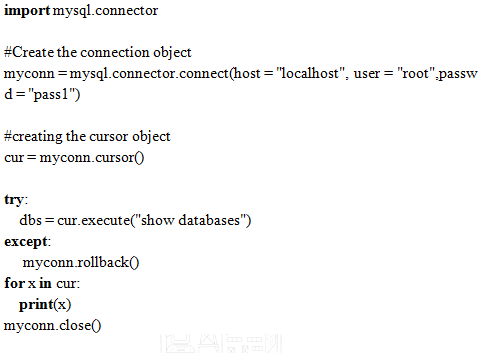 import mysql.connector
#Create the connection object
myconn = mysql.connector.connect(host = "localhost", user = "root",passw
d = "pass1")
#creating the cursor object
cur = myconn.cursor()
try:
dbs = cur.execute("show databases")
except:
myconn.rollback()
for x in cur:
print(x)
myconn.close()